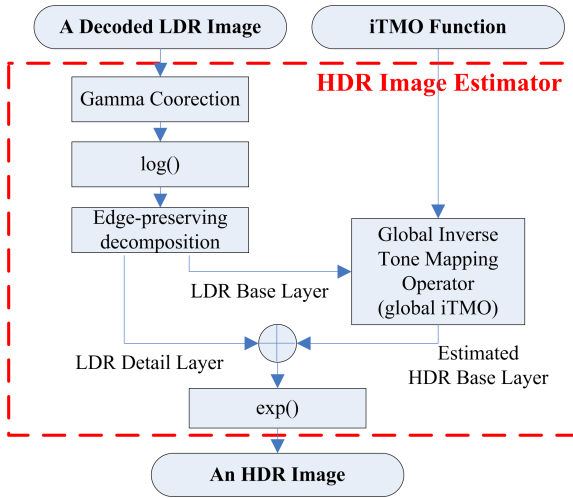 A Decoded LDR Image
iTMO Function
HDR Image Estimator
Gamma Coorection
log()
Edge-preserving
decomposition
Global Inverse
Tone Mapping
Operator
(global iTMO)
LDR Base Layer
LDR Detail Layer
Estimated
HDR Base Layer
exp()
An HDR Image